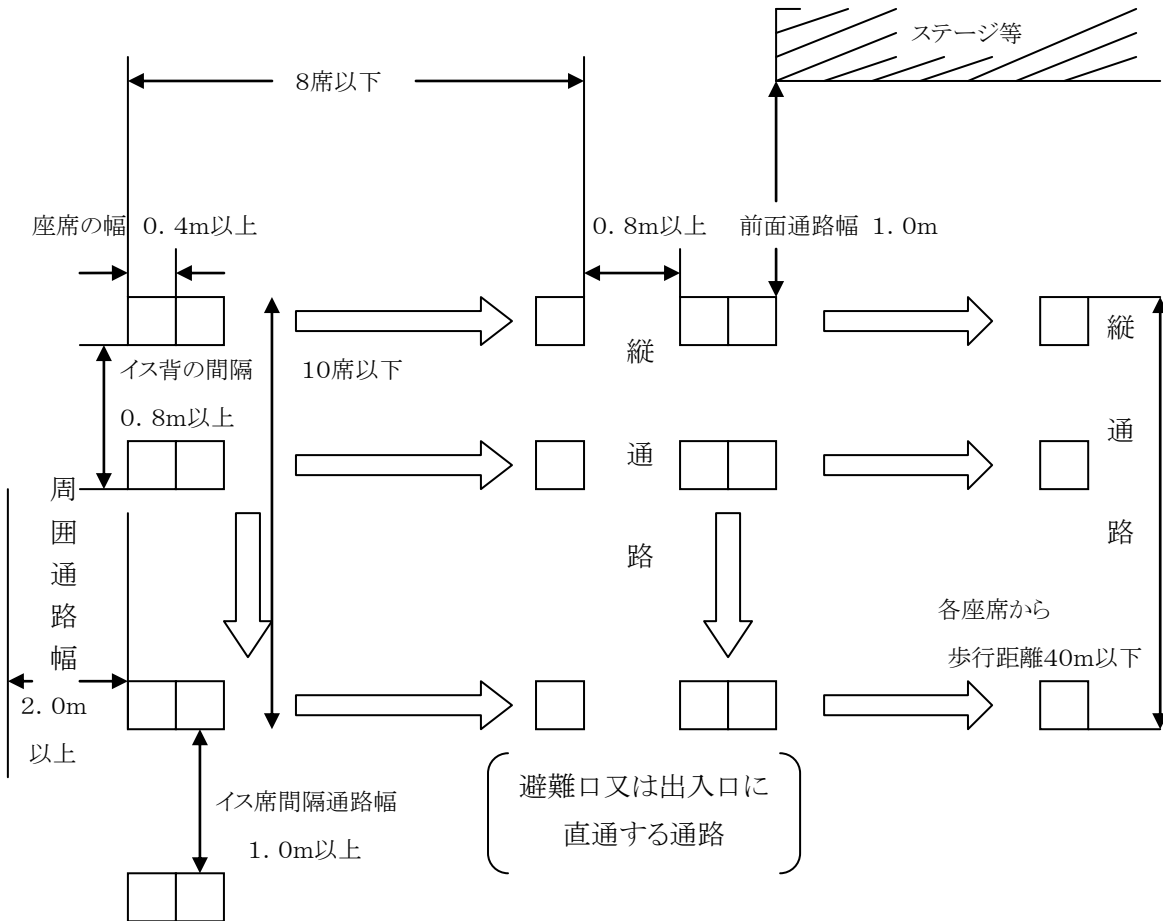 ステージ等
8席以下
座席の幅 0.4m以上
0.8m以上
前面通路幅 1.0m
イス背の間隔
0.8m以上
10席以下
縦通路
縦通路
周囲通路幅
2.0m
以上
各座席から
歩行距離40m以下
イス席間隔通路幅
1.0m以上
避難口又は出入口に
直通する通路